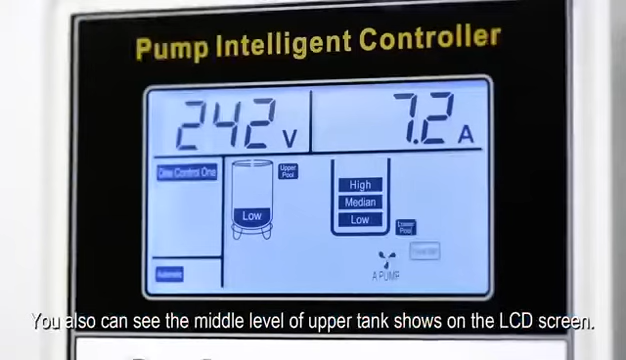 Pump Intelligent Controller
242 V
7.2 A
One Control One
Upper
Pool
Low
High
Median
Low
Lower
Pool
A PUMP
Automatic
You also can see the middle level of upper tank shows on the LCD screen.